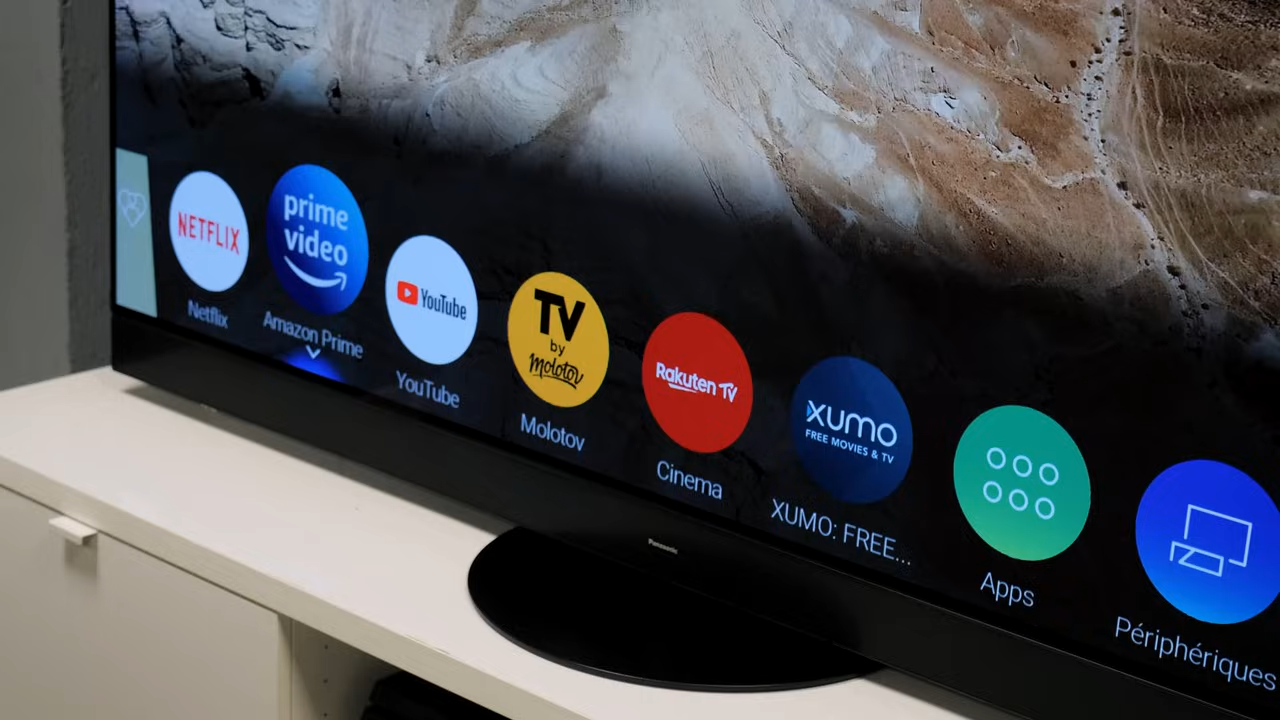 NETFLIX
Netflix
prime
video
Amazon Prime
YouTube
YouTube
TV
by
molotov
Molotov
Rakuten TV
Cinema
XUMO
FREE MOVIES & TV
XUMO: FREE...
Apps
Périphériques
Panasonic